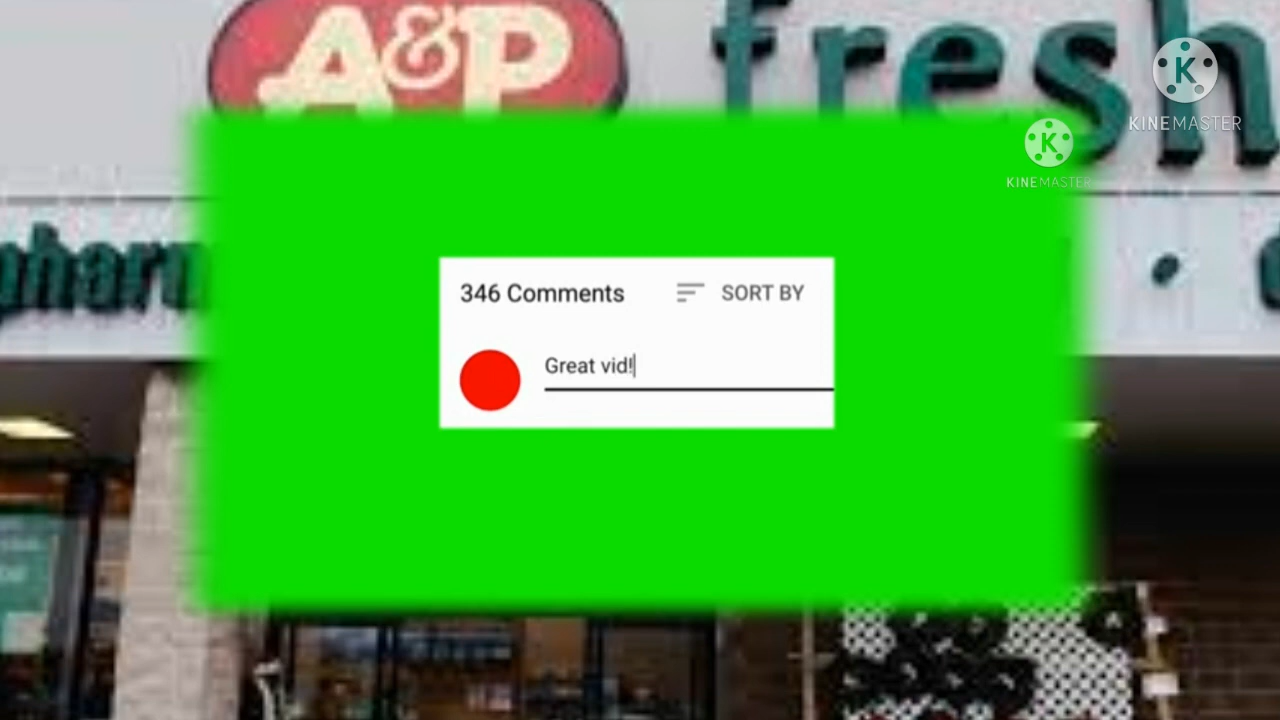 A&P fresh
KINEMASTER
KINEMASTER
pharm
346 Comments SORT BY
Great vid!